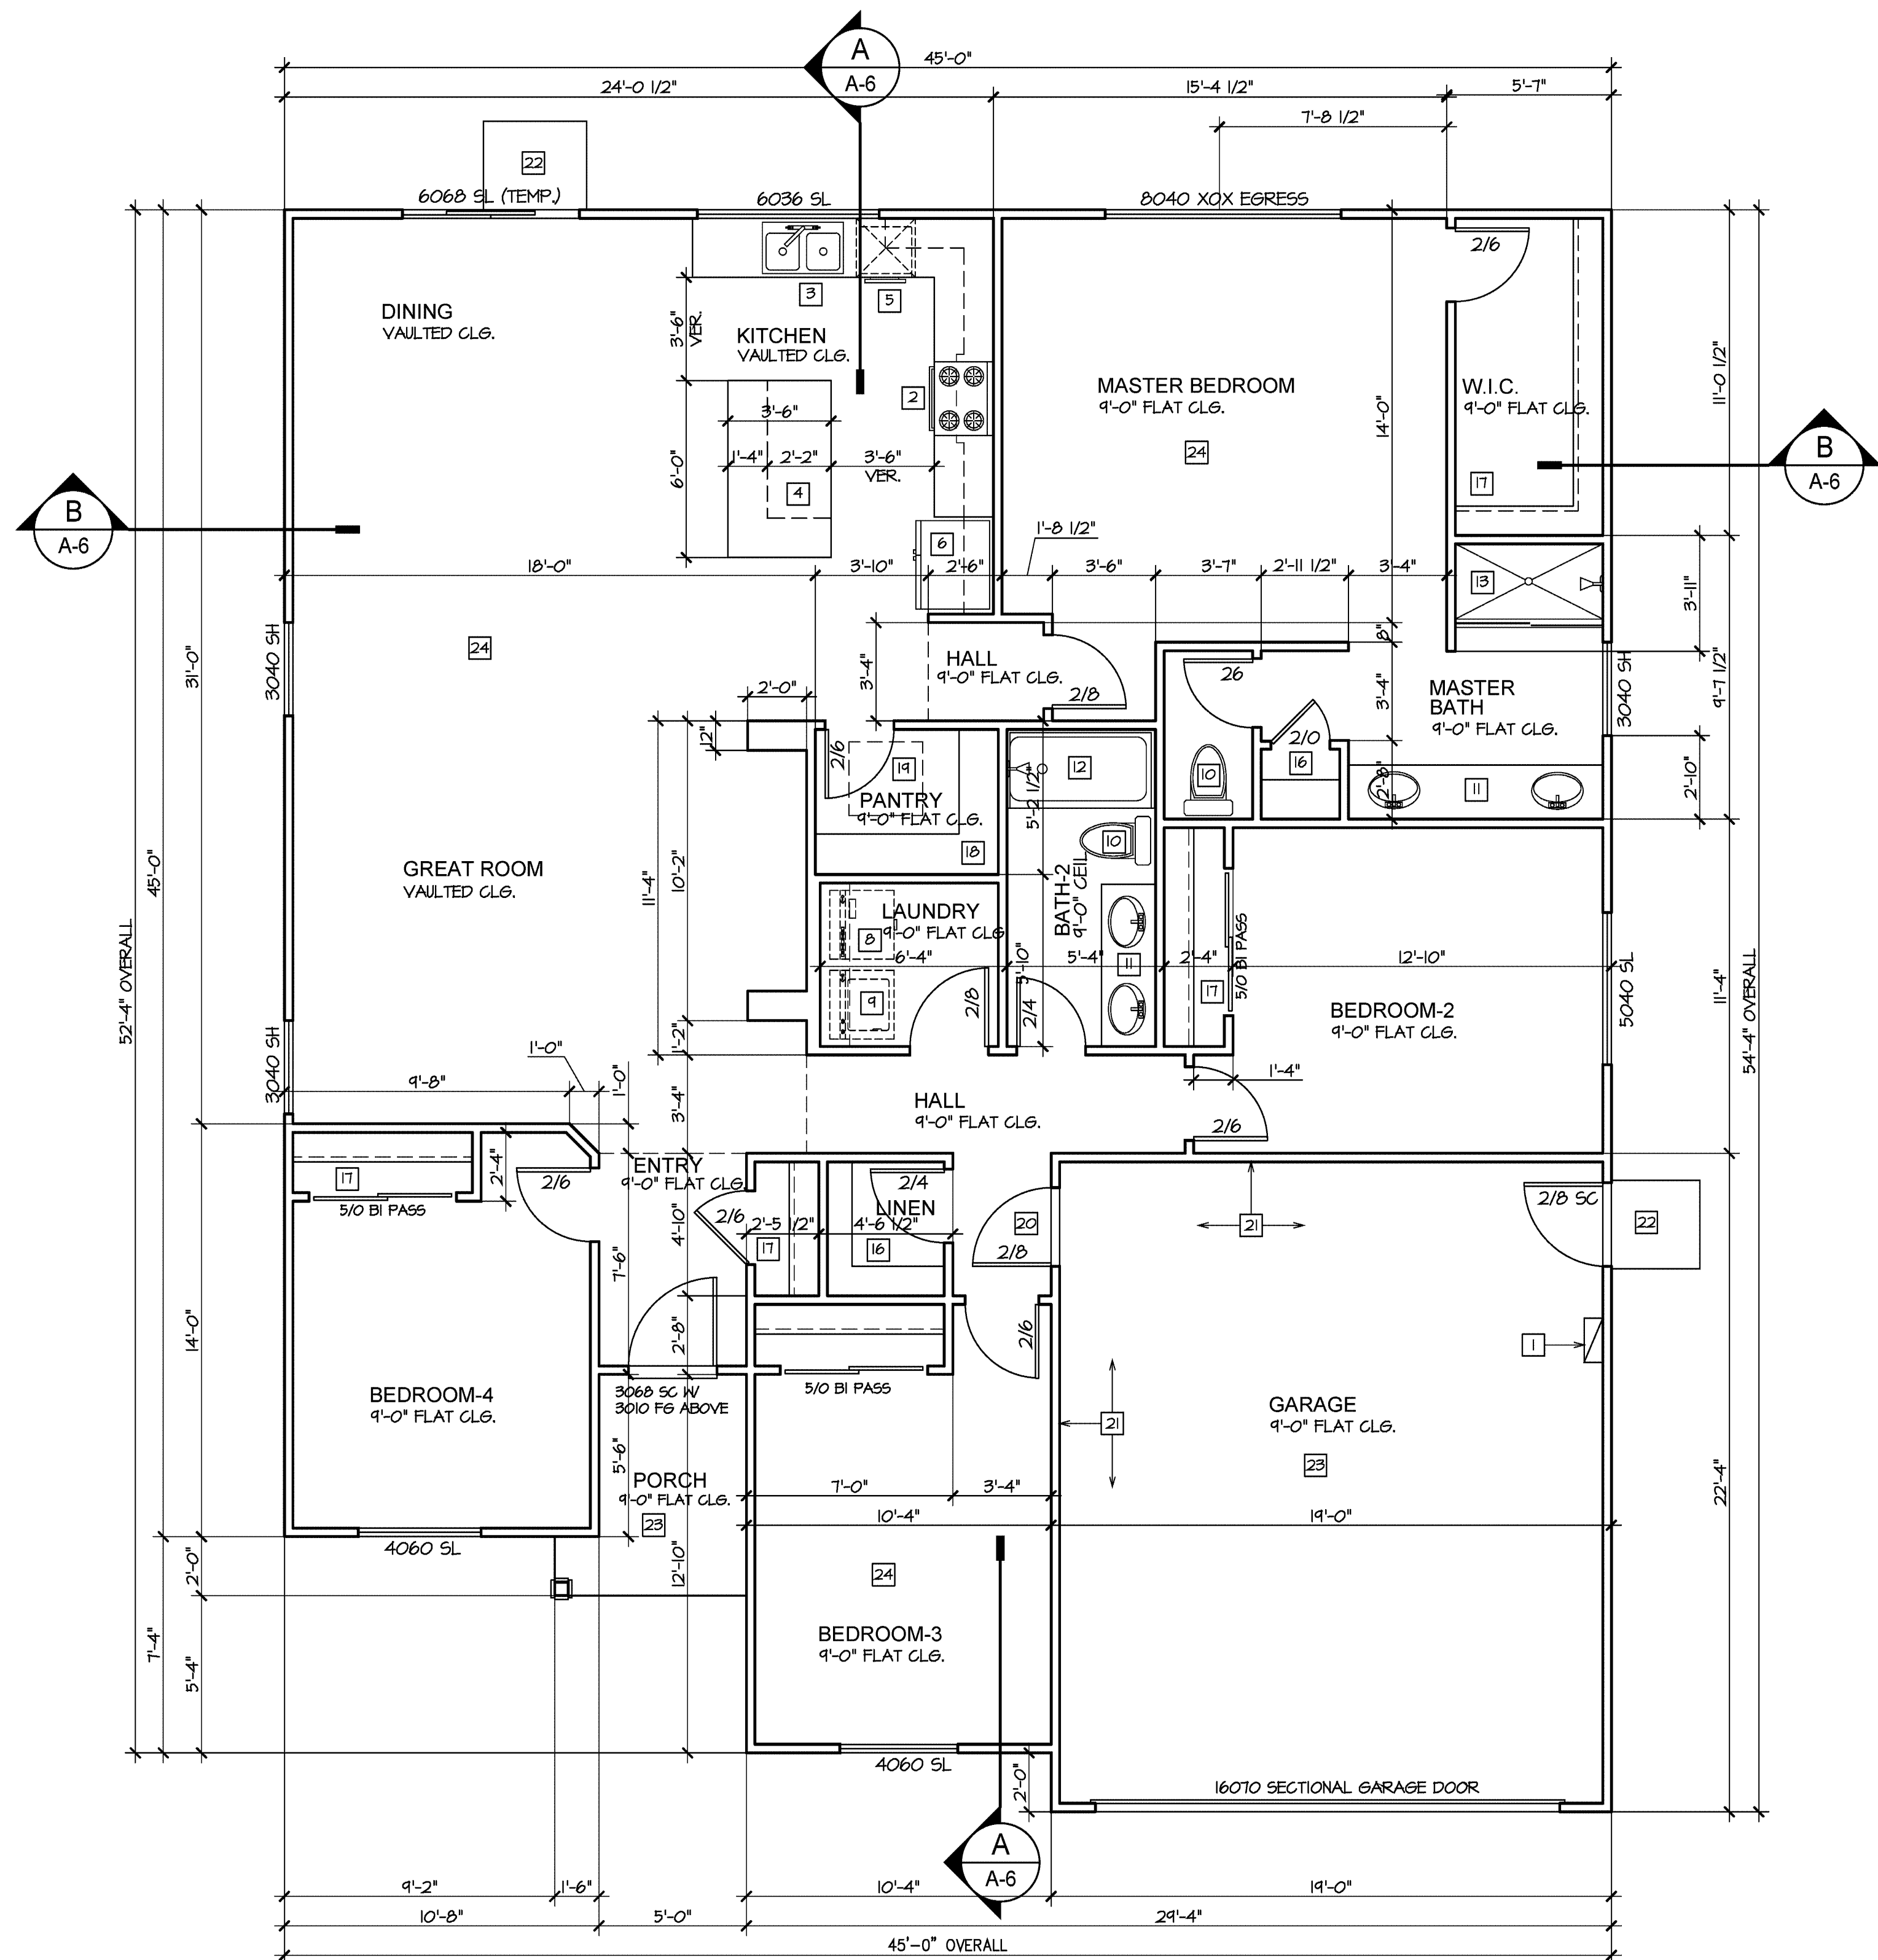 A
A-6
45'-0"
24'-0 1/2"
15'-4 1/2"
5'-7"
7'-8 1/2"
22
6068 SL (TEMP.)
6036 SL
8040 XOX EGRESS
2/6
3
5
DINING
VAULTED CLG.
3'-6"
VER.
KITCHEN
VAULTED CLG.
MASTER BEDROOM
9'-0" FLAT CLG.
24
14'-0"
W.I.C.
9'-0" FLAT CLG.
17
11'-0 1/2"
B
A-6
2
3'-6"
1'-4"
2'-2"
3'-6"
VER.
6'-0"
4
B
A-6
6
1'-8 1/2"
18'-0"
3'-10"
2'-6"
3'-6"
3'-7"
2'-11 1/2"
3'-4"
13
3'-11"
31'-0"
3040 SH
24
3'-4"
HALL
9'-0" FLAT CLG.
2/8
8"
26
3'-4"
MASTER
BATH
9'-0" FLAT CLG.
3040 SH
9'-7 1/2"
2'-0"
12"
2/6
19
PANTRY
9'-0" FLAT CLG.
18
5'-2 1/2"
12
10
2/0
16
2'-8"
11
2'-10"
45'-0"
52'-4" OVERALL
GREAT ROOM
VAULTED CLG.
11'-4"
10'-2"
10
BATH-2
9'-0" CEIL
LAUNDRY
9'-0" FLAT CLG
8
6'-4"
5'-10"
5'-4"
11
2'-4"
5/0 BI PASS
12'-10"
9
2/8
2/4
17
BEDROOM-2
9'-0" FLAT CLG.
5040 SL
11'-4"
54'-4" OVERALL
3040 SH
1'-0"
9'-8"
1'-0"
1'-2"
3'-4"
HALL
9'-0" FLAT CLG.
1'-4"
2/6
17
5/0 BI PASS
2'-4"
2/6
ENTRY
9'-0" FLAT CLG.
4'-10"
2/6
2'-5 1/2"
17
2/4
LINEN
4'-6 1/2"
16
20
2/8
21
2/8 SC
22
7'-6"
14'-0"
2'-8"
2/6
1
BEDROOM-4
9'-0" FLAT CLG.
3068 SC W/
3010 FG ABOVE
5/0 BI PASS
21
GARAGE
9'-0" FLAT CLG.
23
5'-6"
PORCH
9'-0" FLAT CLG.
23
7'-0"
3'-4"
10'-4"
19'-0"
22'-4"
4060 SL
2'-0"
12'-10"
24
7'-4"
5'-4"
BEDROOM-3
9'-0" FLAT CLG.
4060 SL
2'-0"
16070 SECTIONAL GARAGE DOOR
A
A-6
9'-2"
1'-6"
10'-4"
19'-0"
10'-8"
5'-0"
29'-4"
45'-0" OVERALL